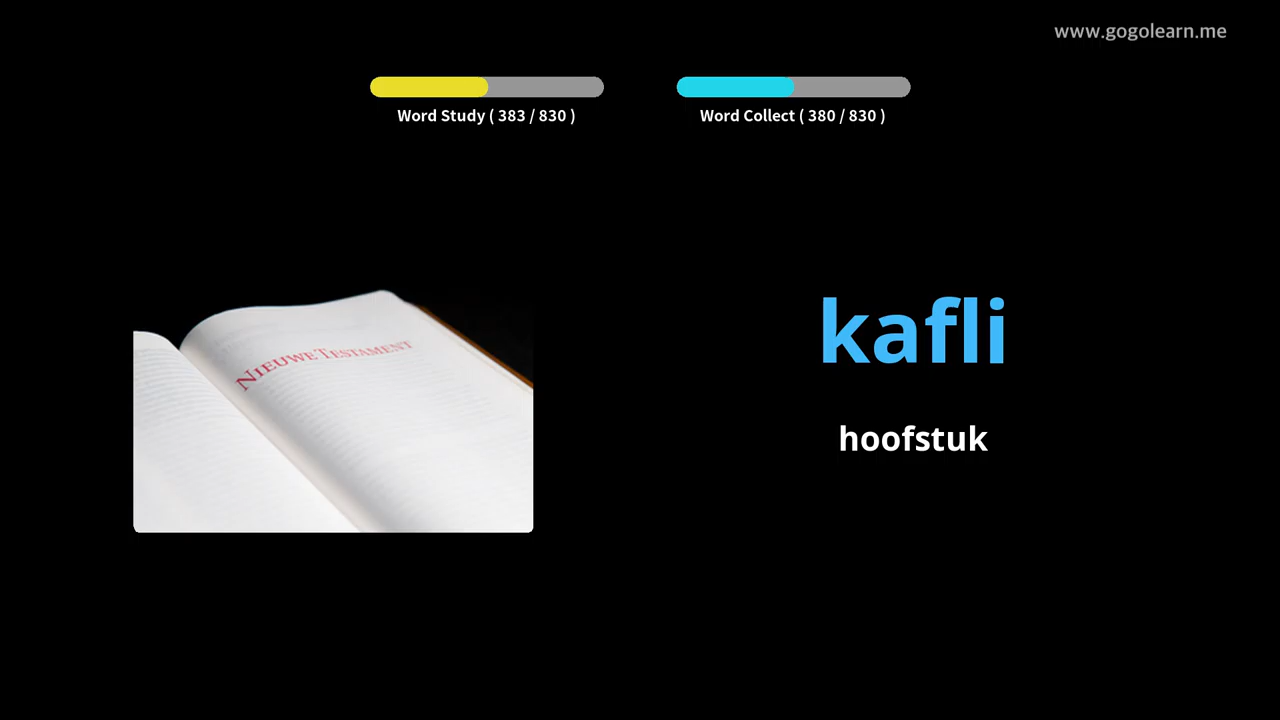 www.gogolearn.me
Word Study ( 383 / 830 )
Word Collect ( 380 / 830 )
NIEUWE TESTAMENT
kafli
hoofstuk